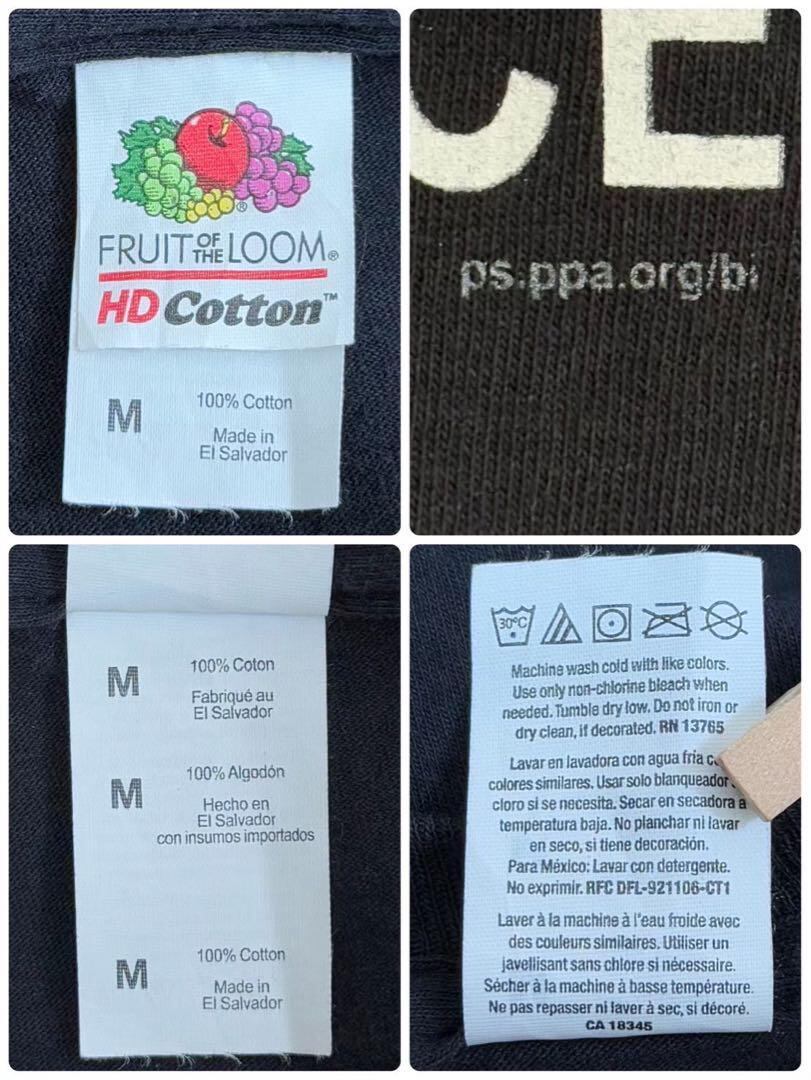 FRUIT OF THE LOOM®
HD Cotton™
M
100% Cotton
Made in
El Salvador
CE
ps.ppa.org/bi
M
100% Coton
Fabriqué au
El Salvador
M
100% Algodón
Hecho en
El Salvador
con insumos importados
M
100% Cotton
Made in
El Salvador
30°C
Machine wash cold with like colors.
Use only non-chlorine bleach when
needed. Tumble dry low. Do not iron or
dry clean, if decorated. RN 13765
Lavar en lavadora con agua fria
colores similares. Usar solo blanqueador
cloro si se necesita. Secar en secadora a
temperatura baja. No planchar ni lavar
en seco, si tiene decoración.
Para México: Lavar con detergente.
No exprimir. RFC DFL-921106-CT1
Laver à la machine à l'eau froide avec
des couleurs similaires. Utiliser un
javellisant sans chlore si nécessaire.
Sécher à la machine à basse température.
Ne pas repasser ni laver à sec, si décoré.
CA 18345